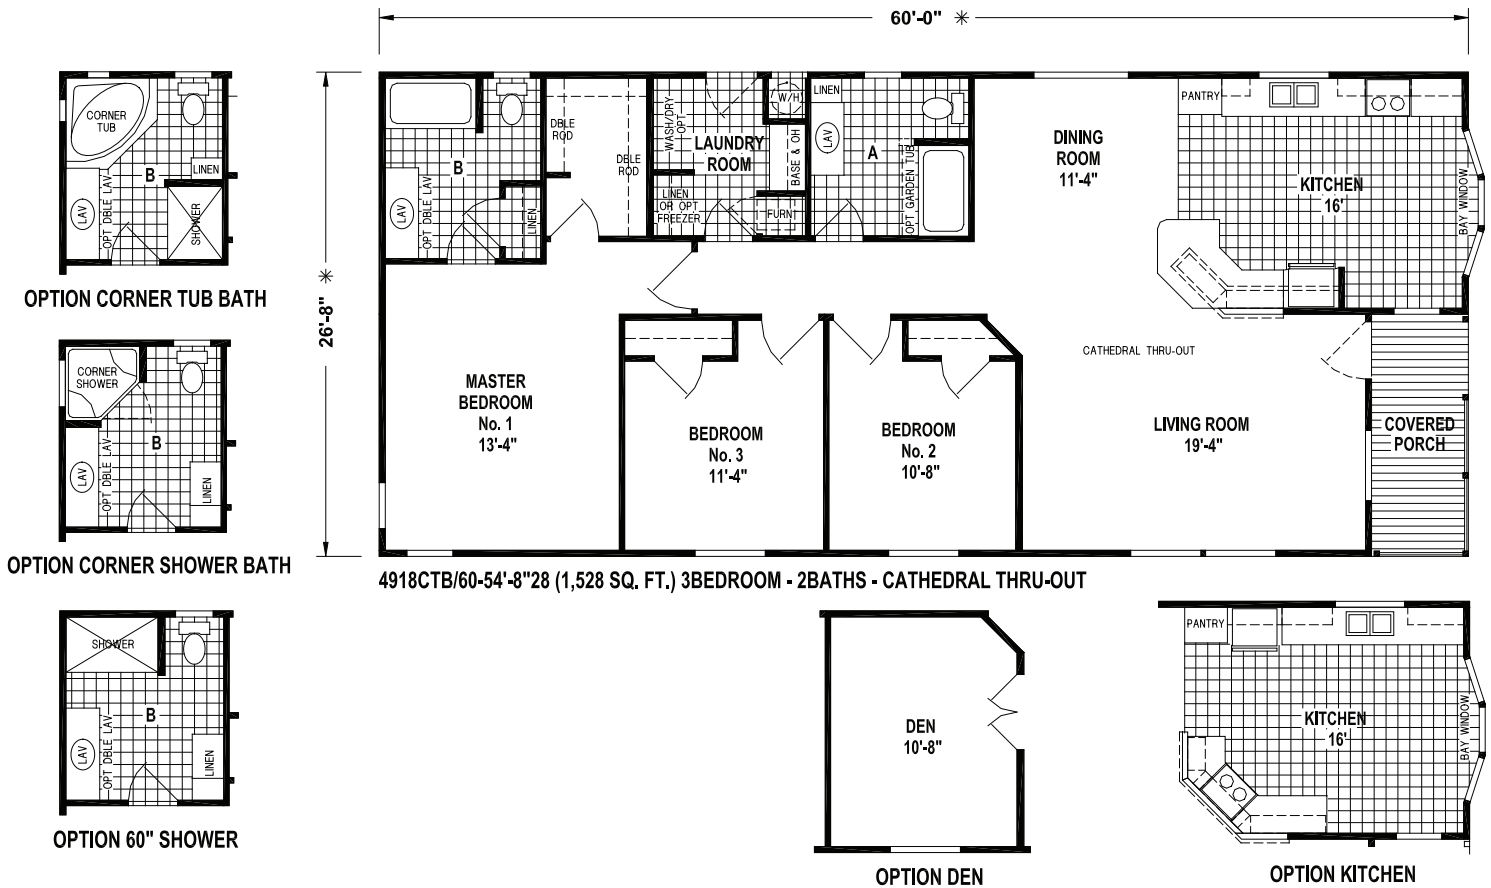 60'-0" ✳
26'-8" ✳
CORNER
TUB
B
LINEN
LAV
OPT DBLE LAV
SHOWER
OPTION CORNER TUB BATH
CORNER
SHOWER
B
LAV
OPT DBLE LAV
LINEN
OPTION CORNER SHOWER BATH
SHOWER
B
LAV
OPT DBLE LAV
LINEN
OPTION 60" SHOWER
B
LAV
OPT DBLE LAV
LINEN
DBLE
ROD
DBLE
ROD
WASH/DRY
OPT
LAUNDRY
ROOM
LINEN
OR OPT
FREEZER
W/H
BASE & OH
FURN
LINEN
LAV
A
OPT GARDEN TUB
DINING
ROOM
11'-4"
PANTRY
KITCHEN
16'
BAY WINDOW
CATHEDRAL THRU-OUT
MASTER
BEDROOM
No. 1
13'-4"
BEDROOM
No. 3
11'-4"
BEDROOM
No. 2
10'-8"
LIVING ROOM
19'-4"
COVERED
PORCH
4918CTB/60-54'-8"28 (1,528 SQ. FT.) 3BEDROOM - 2BATHS - CATHEDRAL THRU-OUT
DEN
10'-8"
OPTION DEN
PANTRY
KITCHEN
16'
BAY WINDOW
OPTION KITCHEN